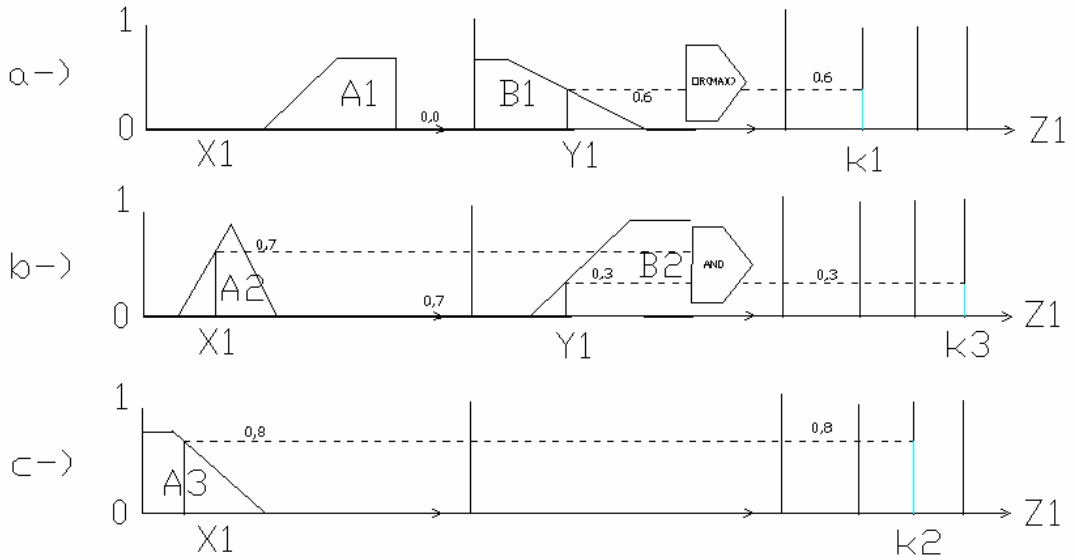 1
a-)
A1
B1
OR(MAX)
0.6
0.6
0,0
0
X1
Y1
k1
Z1
1
b-)
0,7
A2
B2
AND
0,3
0,3
0,7
0
X1
Y1
k3
Z1
1
0,8
0,8
c-)
A3
0
X1
k2
Z1